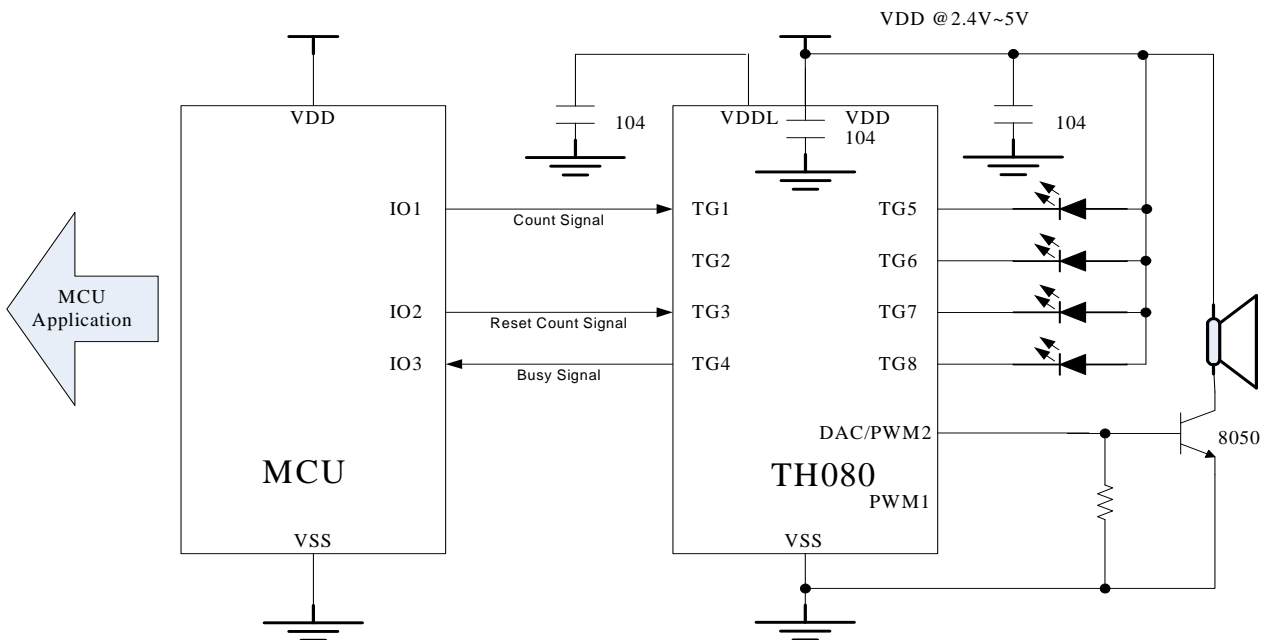 VDD @2.4V~5V
VDD
104
VDDL
VDD
104
104
IO1
Count Signal
TG1
TG5
TG2
TG6
MCU
Application
IO2
Reset Count Signal
TG3
TG7
IO3
Busy Signal
TG4
TG8
DAC/PWM2
8050
MCU
TH080
PWM1
VSS
VSS